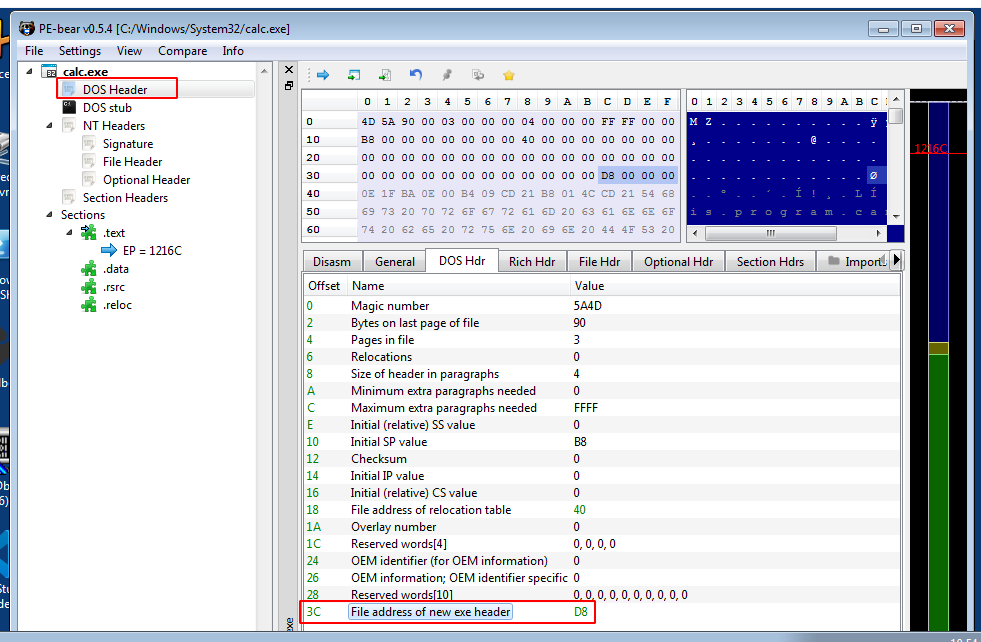 PE-bear v0.5.4 [C:/Windows/System32/calc.exe]
File Settings View Compare Info
calc.exe
DOS Header
DOS stub
NT Headers
Signature
File Header
Optional Header
Section Headers
Sections
.text
EP = 1216C
.data
.rsrc
.reloc
0 1 2 3 4 5 6 7 8 9 A B C D E F
0 4D 5A 90 00 03 00 00 00 04 00 00 00 FF FF 00 00
10 B8 00 00 00 00 00 00 00 40 00 00 00 00 00 00 00
20 00 00 00 00 00 00 00 00 00 00 00 00 00 00 00 00
30 00 00 00 00 00 00 00 00 00 00 00 00 D8 00 00 00
40 0E 1F BA 0E 00 B4 09 CD 21 B8 01 4C CD 21 54 68
50 69 73 20 70 72 6F 67 72 61 6D 20 63 61 6E 6E 6F
60 74 20 62 65 20 72 75 6E 20 69 6E 20 44 4F 53 20
0 1 2 3 4 5 6 7 8 9 A B C
M Z . . . . . . . . . . ÿ
¸ . . . . . . . @ . . . .
. . . . . . . . . . . . .
. . . . . . . . . . . . Ø
. . º . . ´ . Í ! ¸ . L Í
i s . p r o g r a m . c a
1216C
Disasm General DOS Hdr Rich Hdr File Hdr Optional Hdr Section Hdrs Imports
Offset Name Value
0 Magic number 5A4D
2 Bytes on last page of file 90
4 Pages in file 3
6 Relocations 0
8 Size of header in paragraphs 4
A Minimum extra paragraphs needed 0
C Maximum extra paragraphs needed FFFF
E Initial (relative) SS value 0
10 Initial SP value B8
12 Checksum 0
14 Initial IP value 0
16 Initial (relative) CS value 0
18 File address of relocation table 40
1A Overlay number 0
1C Reserved words[4] 0, 0, 0, 0
24 OEM identifier (for OEM information) 0
26 OEM information; OEM identifier specific 0
28 Reserved words[10] 0, 0, 0, 0, 0, 0, 0, 0, 0, 0
3C File address of new exe header D8